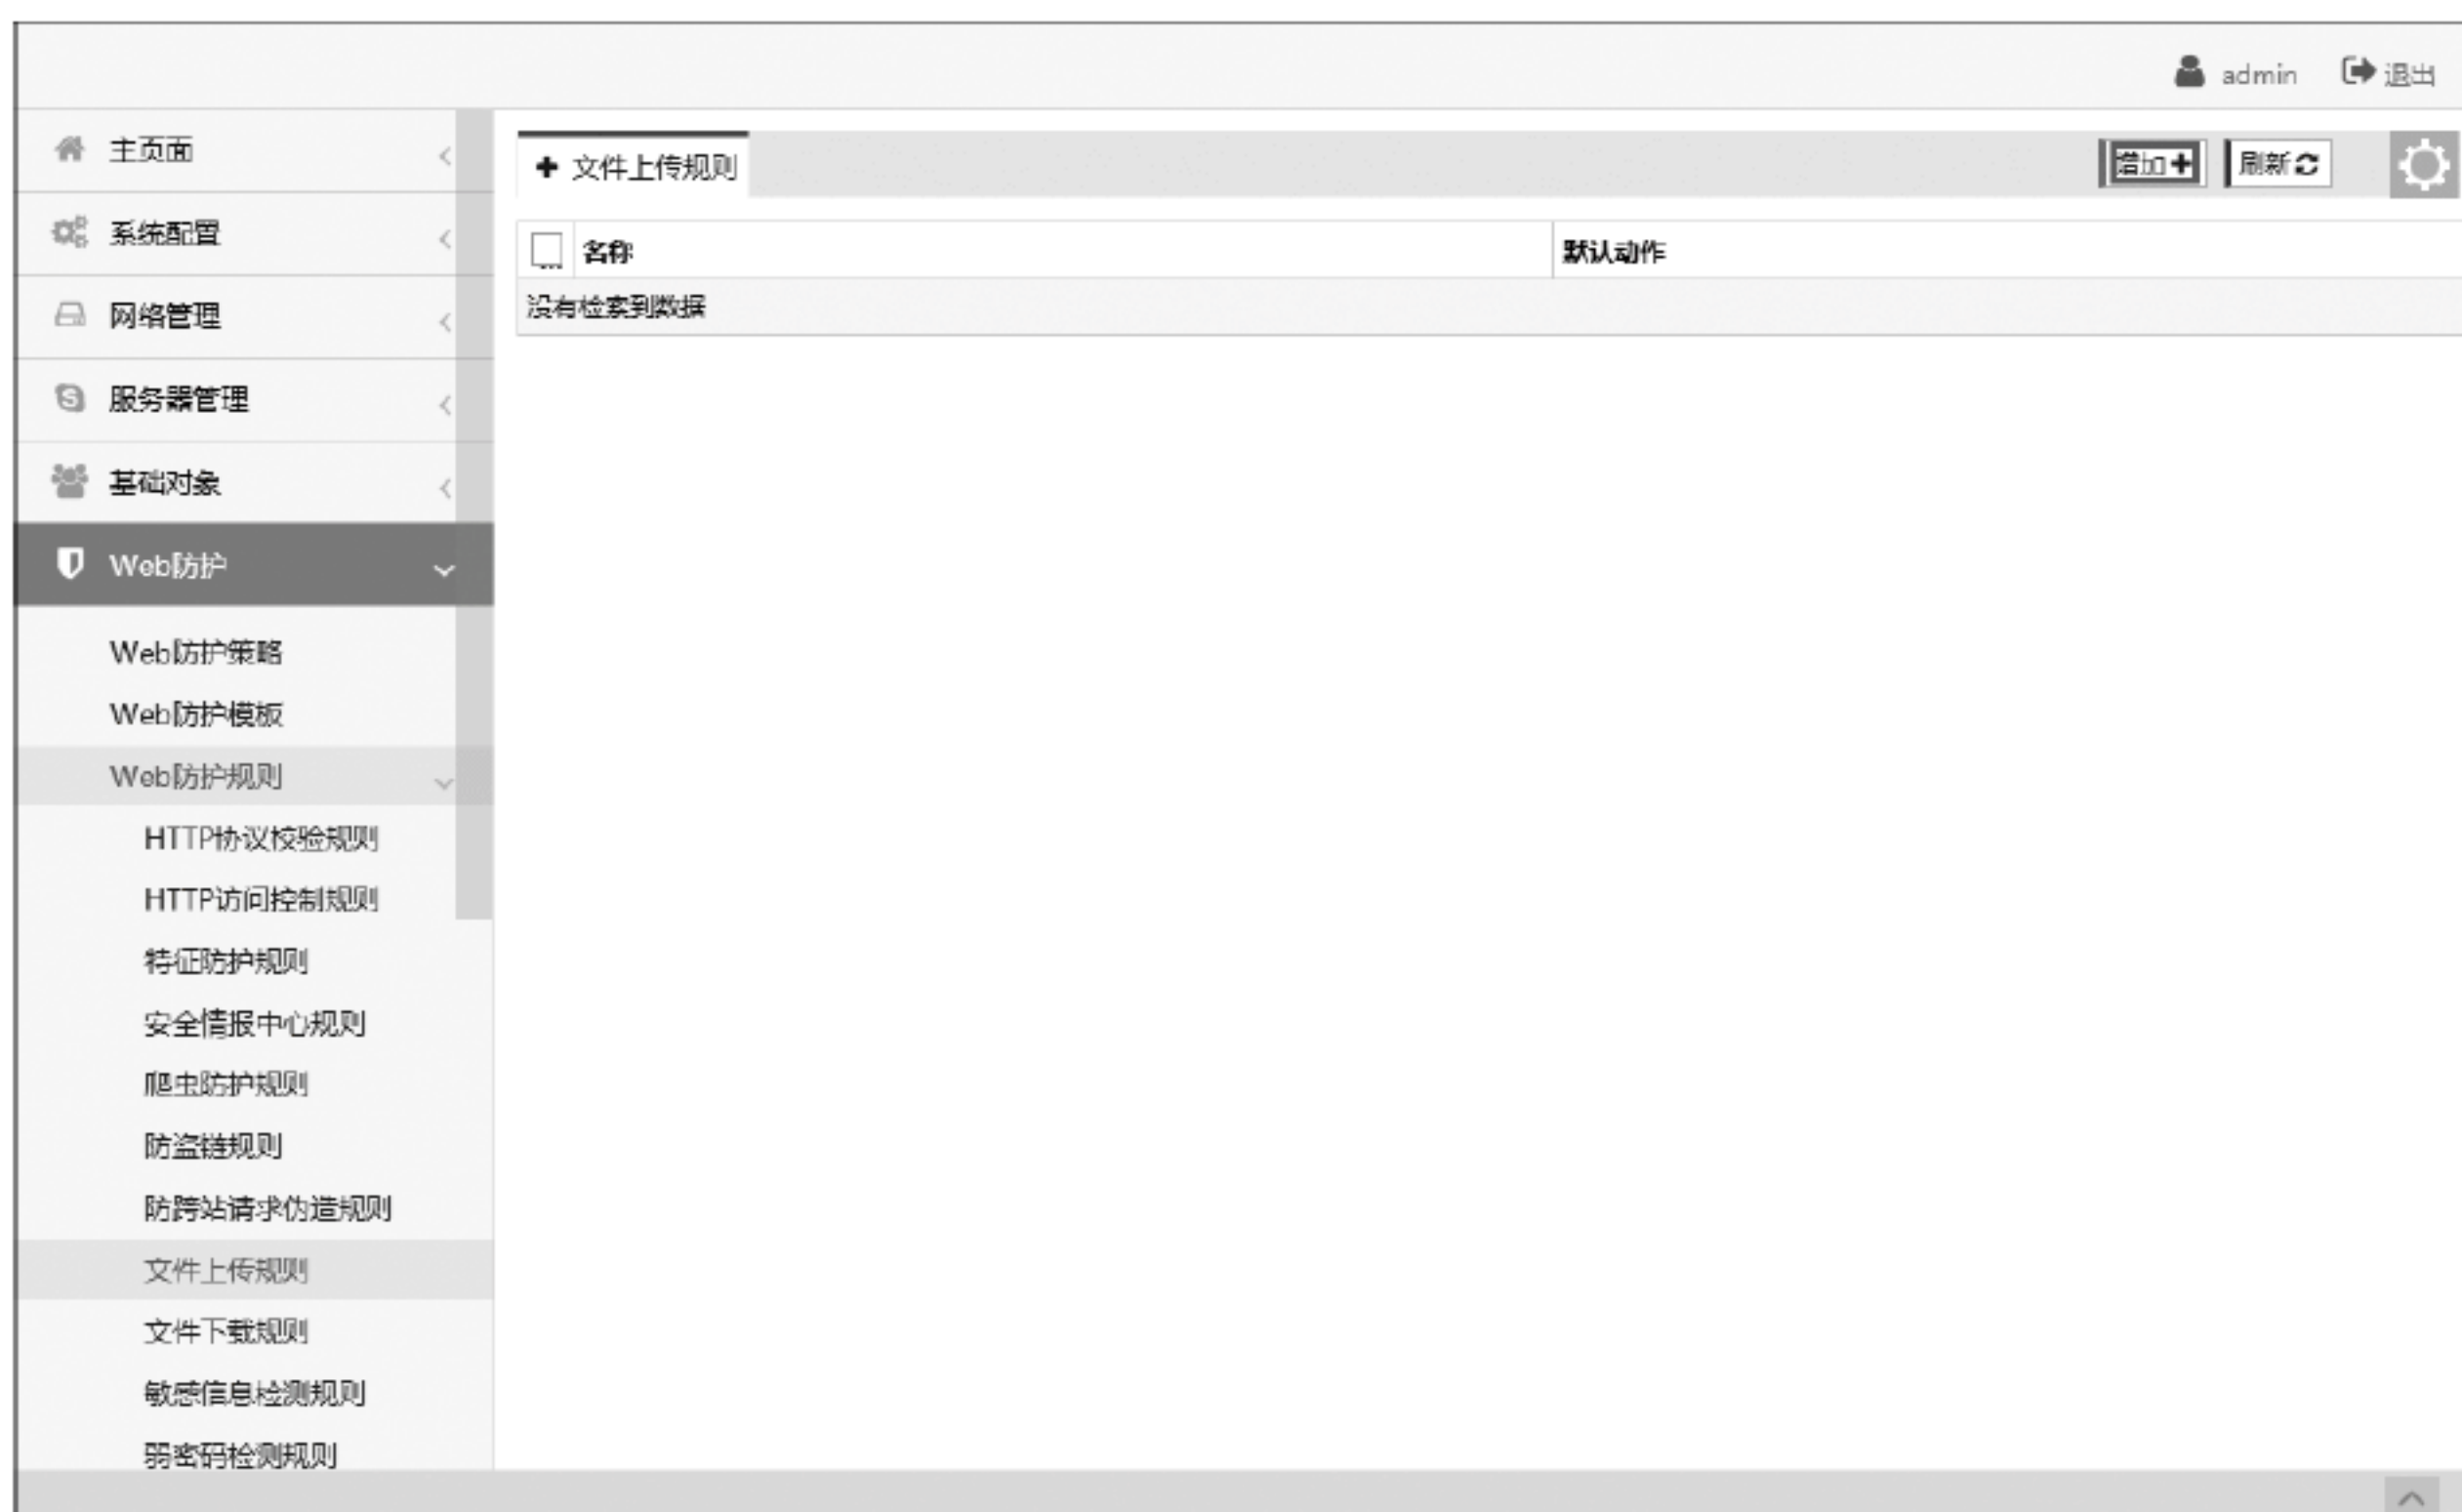 admin 退出
主页面
系统配置
网络管理
服务器管理
基础对象
Web防护
Web防护策略
Web防护模板
Web防护规则
HTTP协议校验规则
HTTP访问控制规则
特征防护规则
安全情报中心规则
爬虫防护规则
防盗链规则
防跨站请求伪造规则
文件上传规则
文件下载规则
敏感信息检测规则
弱密码检测规则
文件上传规则 增加 刷新
名称 默认动作
没有检索到数据